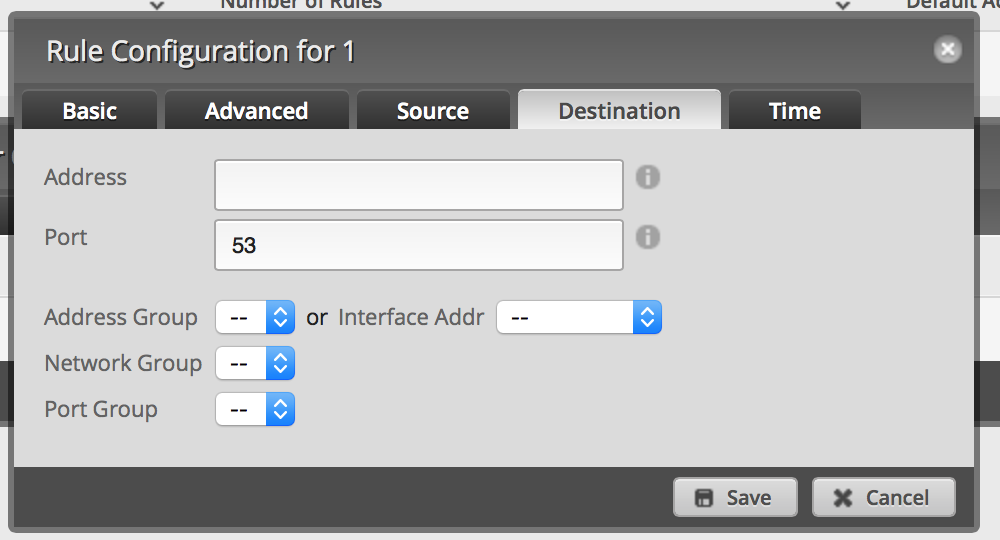 Number of Rules
Rule Configuration for 1
Basic Advanced Source Destination Time
Address
Port 53
Address Group -- or Interface Addr --
Network Group --
Port Group --
Save Cancel